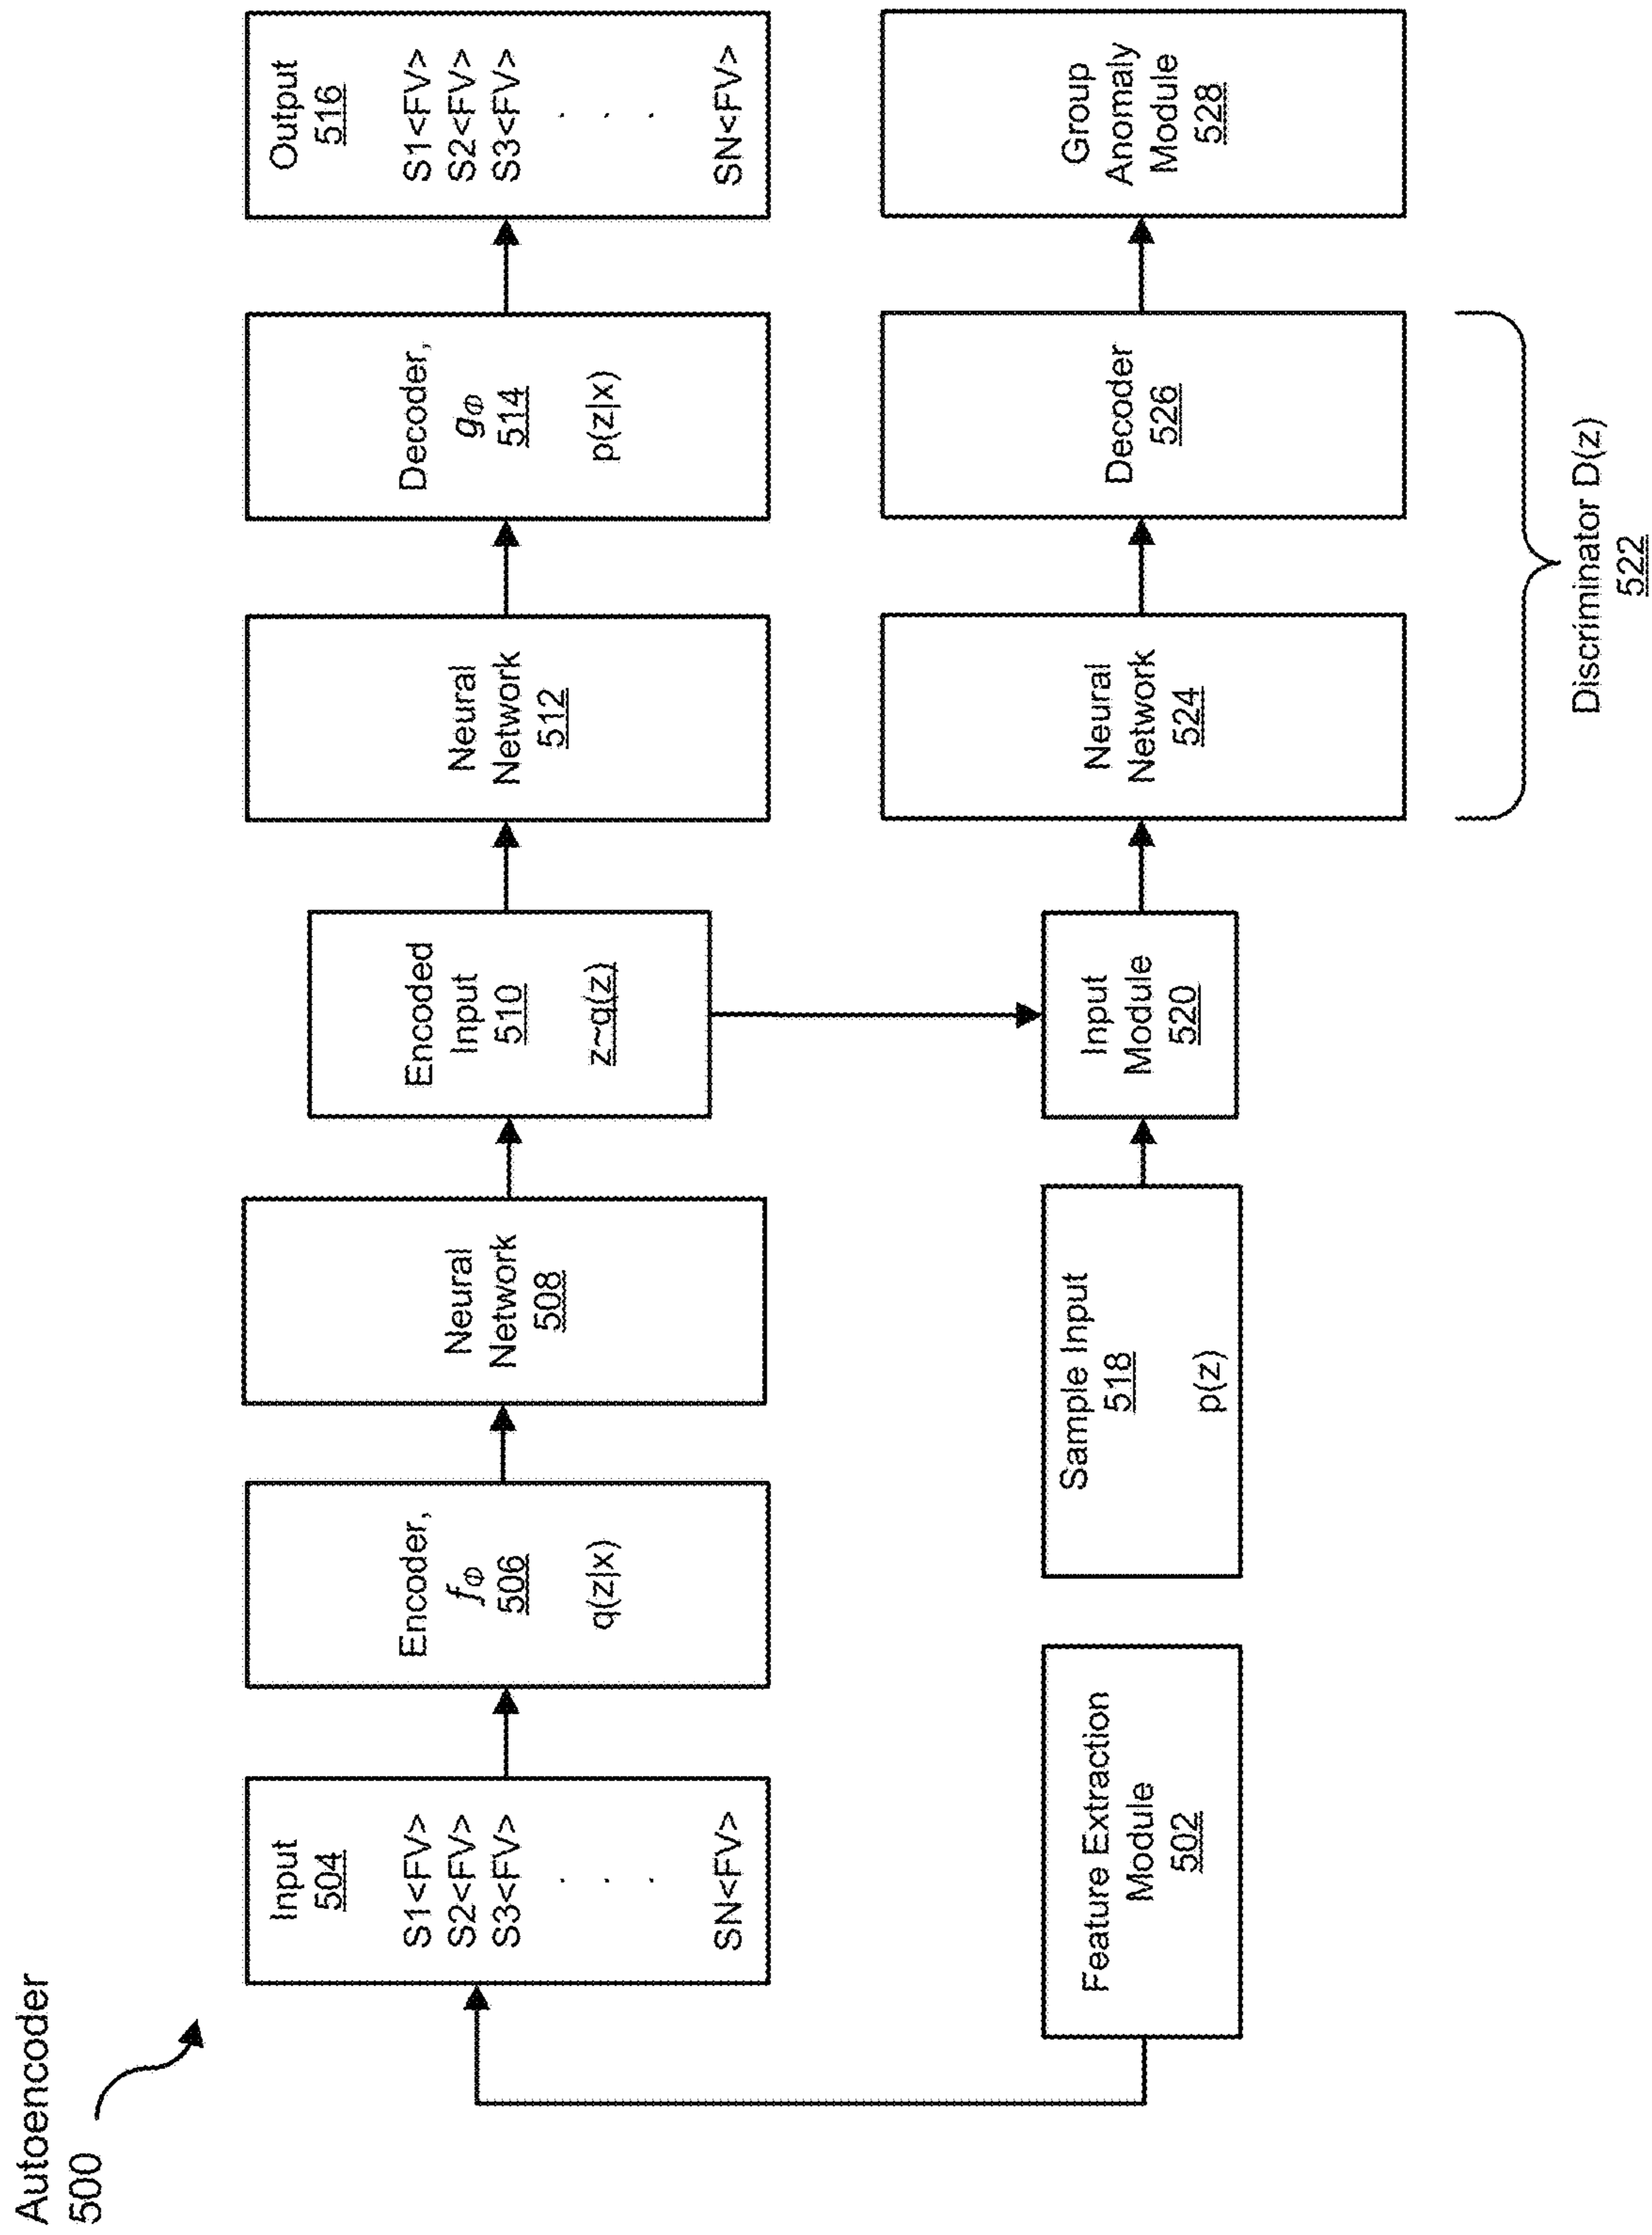 Autoencoder
500
Input
504
S1<FV>
S2<FV>
S3<FV>
.
.
.
SN<FV>
Encoder,
fΦ
506
q(z|x)
Neural
Network
508
Encoded
Input
510
z~q(z)
Neural
Network
512
Decoder,
gΦ
514
p(z|x)
Output
516
S1<FV>
S2<FV>
S3<FV>
.
.
.
SN<FV>
Feature Extraction
Module
502
Sample Input
518
p(z)
Input
Module
520
Neural
Network
524
Decoder
526
Group
Anomaly
Module
528
Discriminator D(z)
522